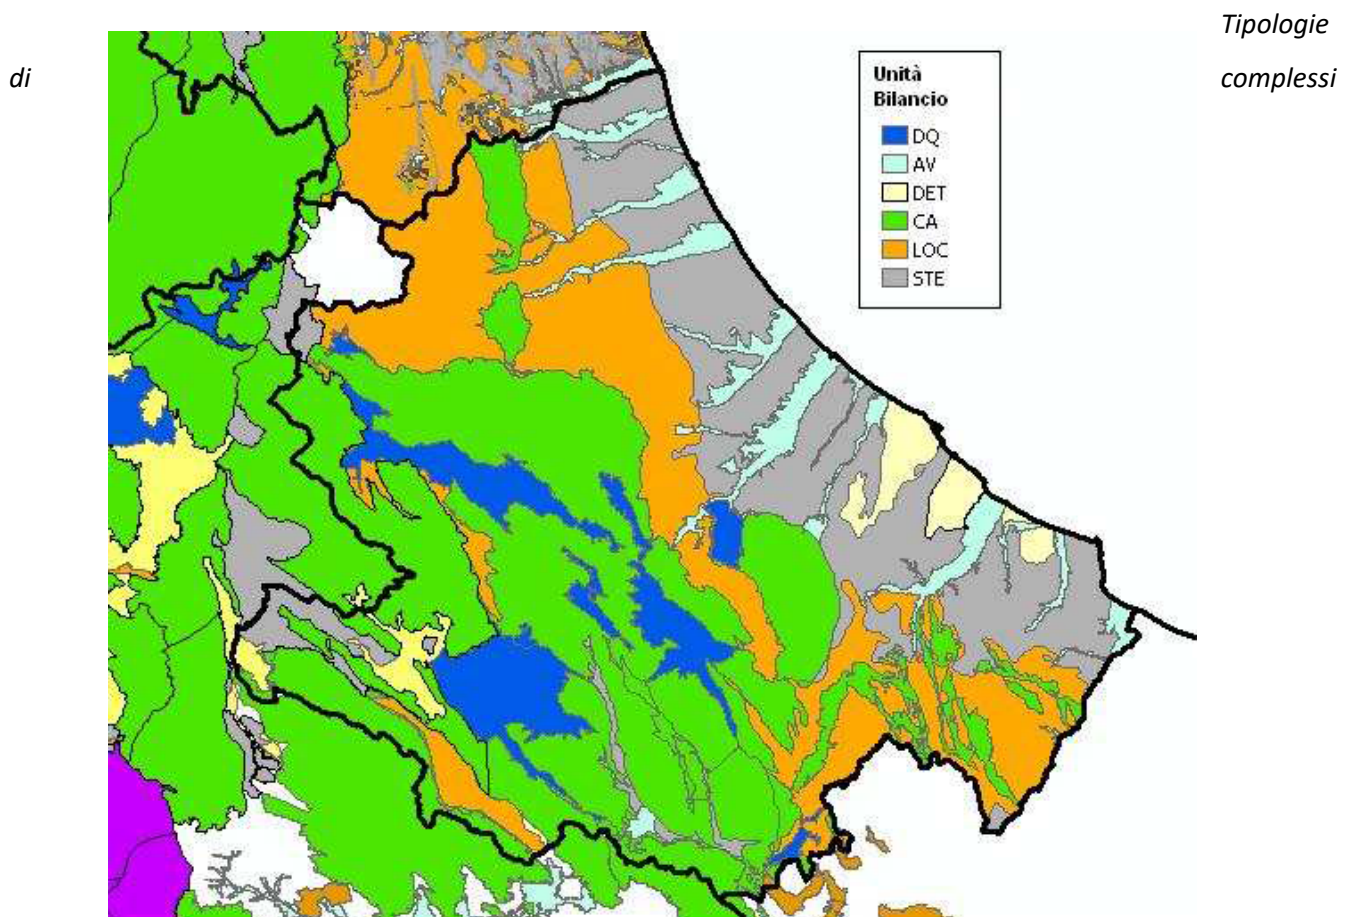 Tipologie
di complessi
Unità
Bilancio
DQ
AV
DET
CA
LOC
STE